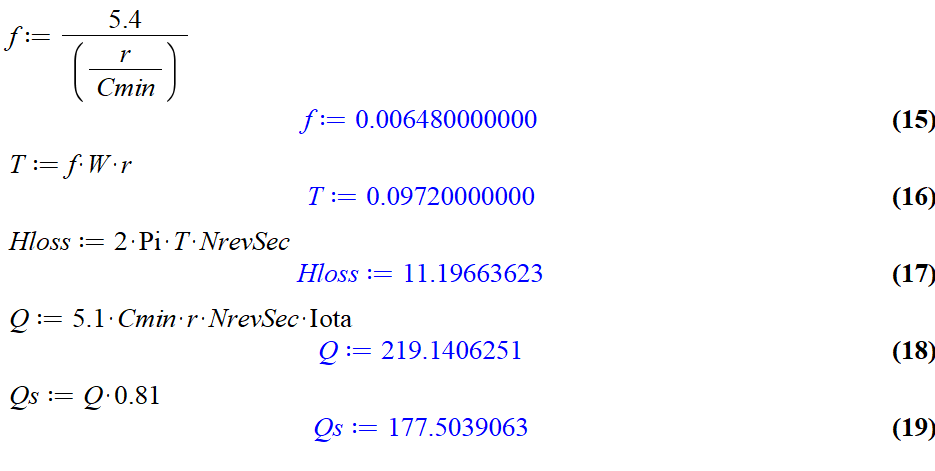 f := 5.4 / (r / Cmin)
f := 0.006480000000 (15)
T := f·W·r
T := 0.09720000000 (16)
Hloss := 2·Pi·T·NrevSec
Hloss := 11.19663623 (17)
Q := 5.1·Cmin·r·NrevSec·Iota
Q := 219.1406251 (18)
Qs := Q·0.81
Qs := 177.5039063 (19)